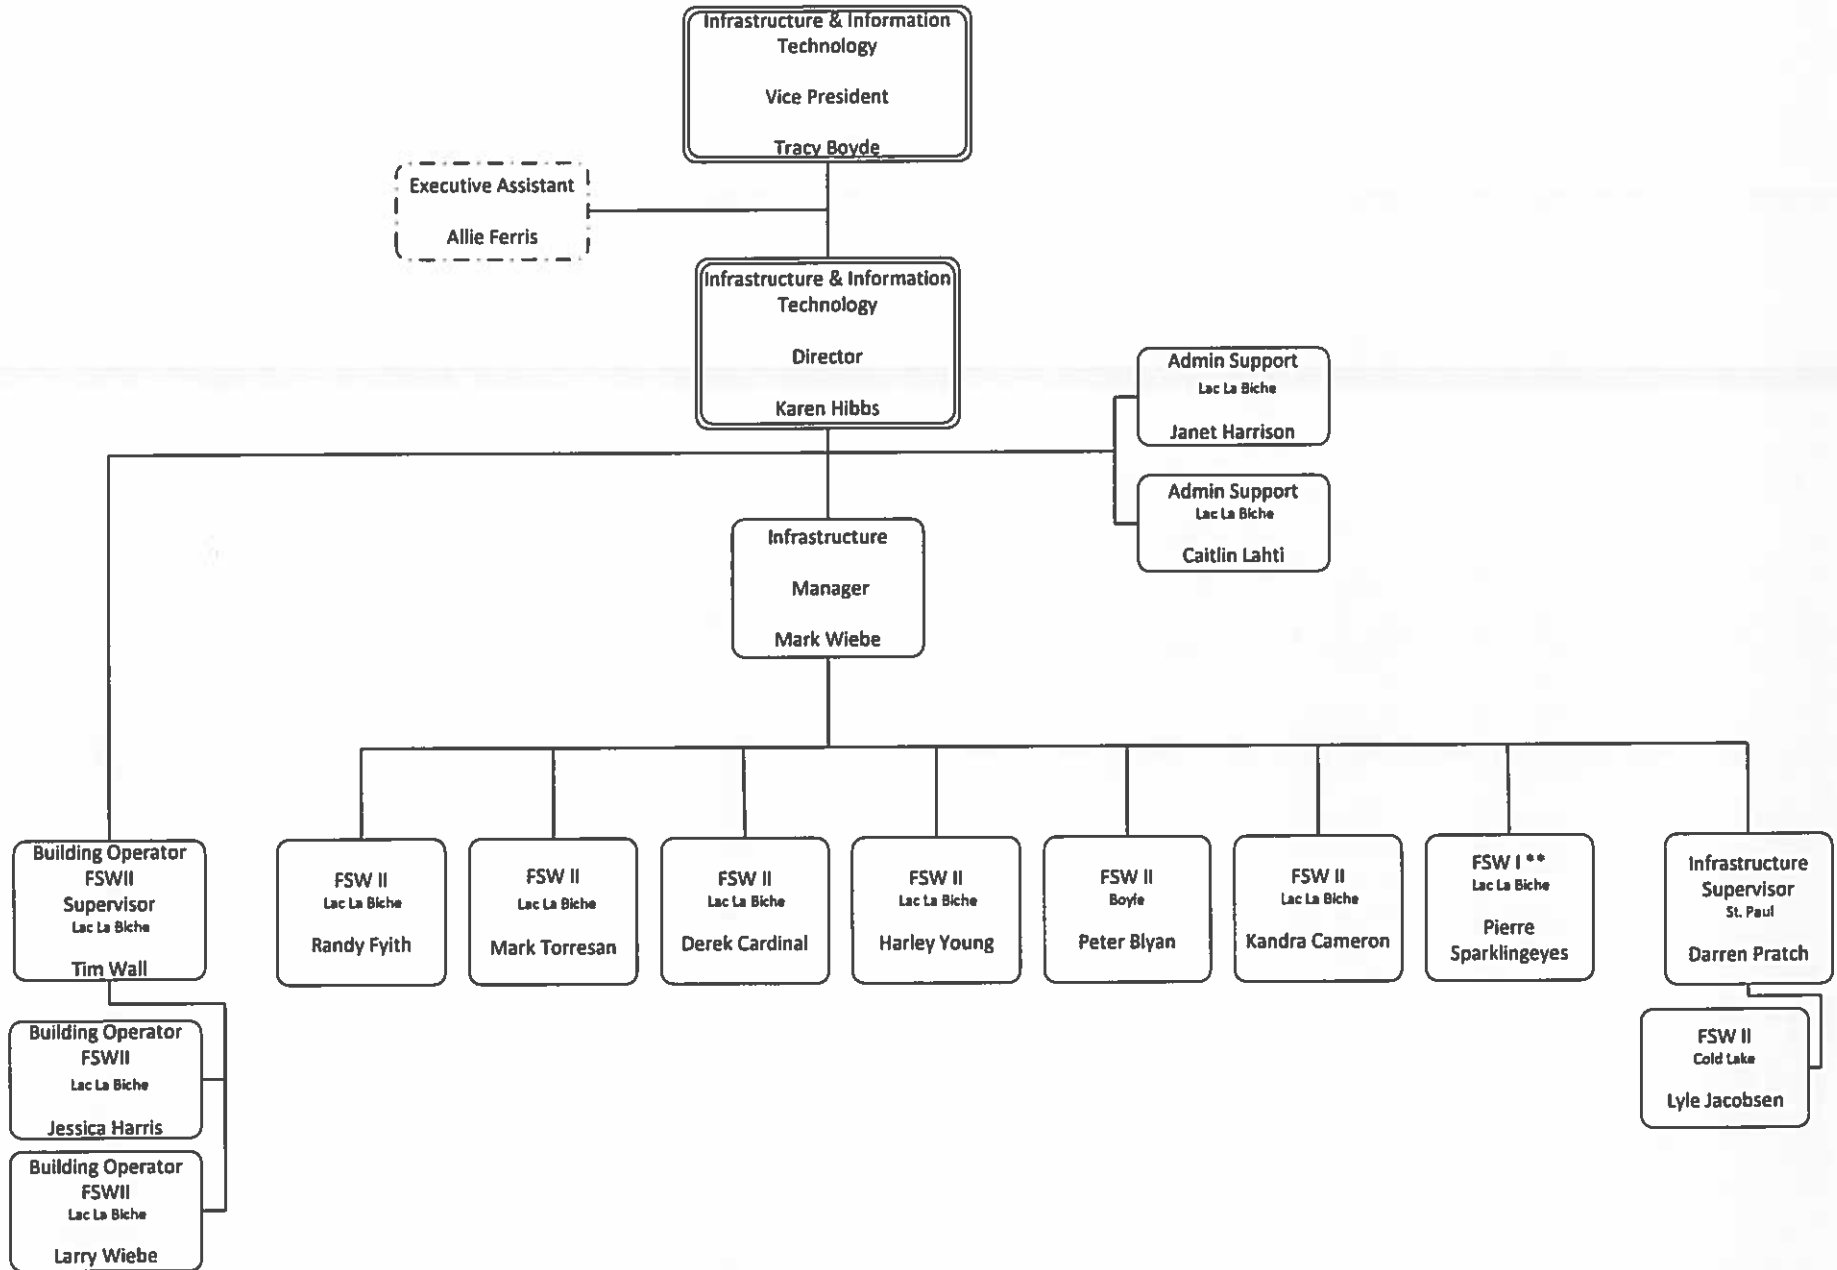 Infrastructure & Information
Technology
Vice President
Tracy Boyde
Executive Assistant
Allie Ferris
Infrastructure & Information
Technology
Director
Karen Hibbs
Admin Support
Lac La Biche
Janet Harrison
Admin Support
Lac La Biche
Caitlin Lahti
Infrastructure
Manager
Mark Wiebe
Building Operator
FSWII
Supervisor
Lac La Biche
Tim Wall
FSW II
Lac La Biche
Randy Fyith
FSW II
Lac La Biche
Mark Torresan
FSW II
Lac La Biche
Derek Cardinal
FSW II
Lac La Biche
Harley Young
FSW II
Boyle
Peter Blyan
FSW II
Lac La Biche
Kandra Cameron
FSW I **
Lac La Biche
Pierre
Sparklingeyes
Infrastructure
Supervisor
St. Paul
Darren Pratch
Building Operator
FSWII
Lac La Biche
Jessica Harris
FSW II
Cold Lake
Lyle Jacobsen
Building Operator
FSWII
Lac La Biche
Larry Wiebe